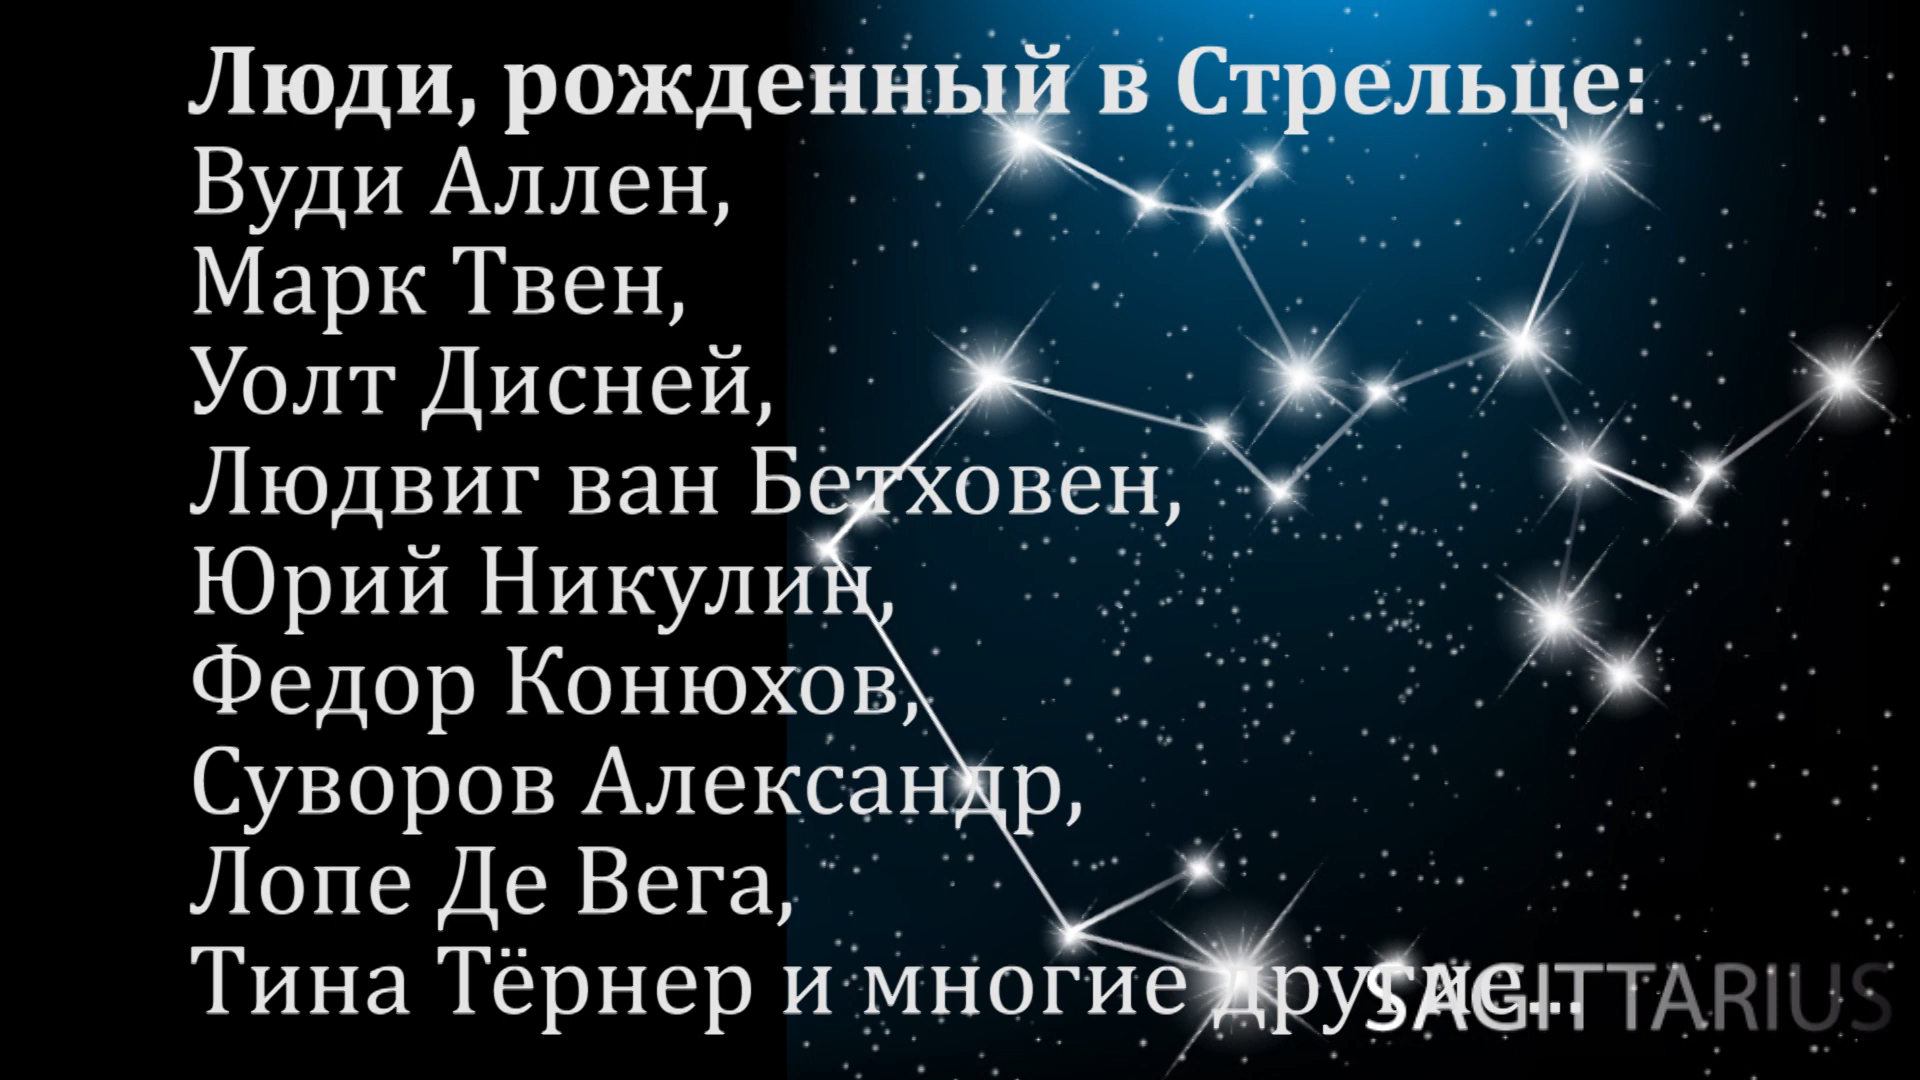 Люди, рожденный в Стрельце:
Вуди Аллен,
Марк Твен,
Уолт Дисней,
Людвиг ван Бетховен,
Юрий Никулин,
Федор Конюхов,
Суворов Александр,
Лопе Де Вега,
Тина Тёрнер и многие другие...
SAGITTARIUS